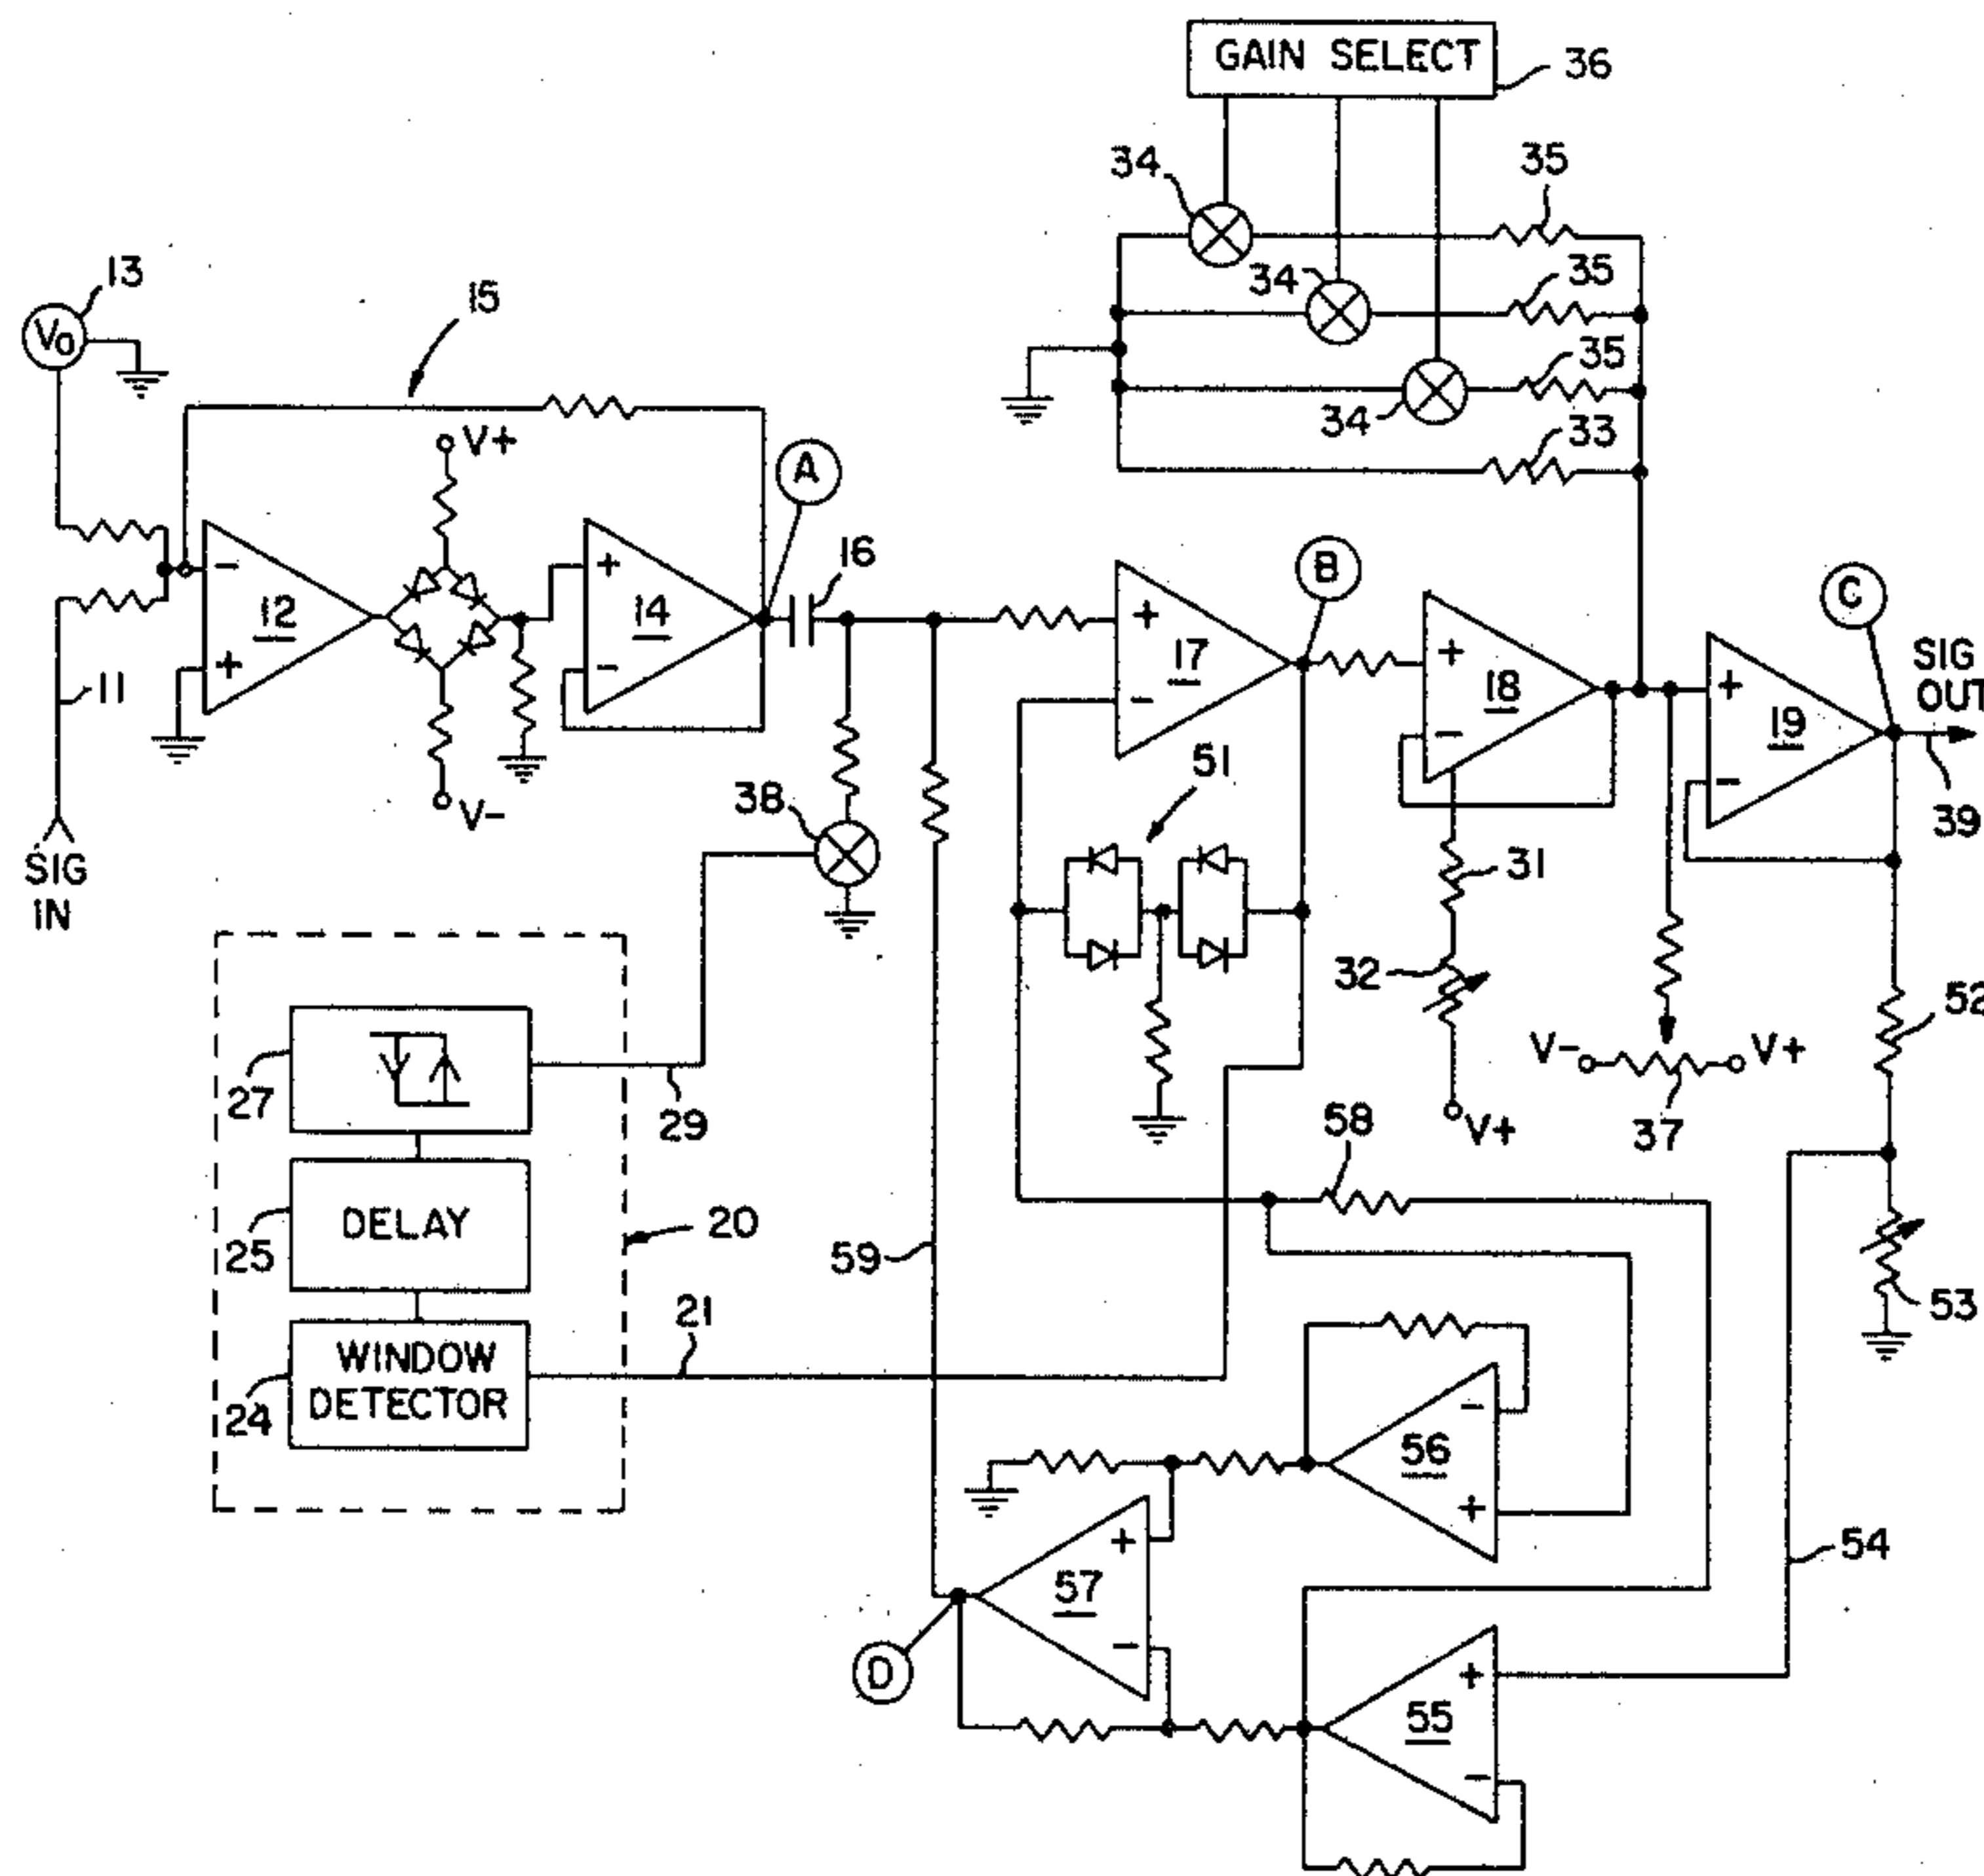 GAIN SELECT
36
34
35
13
V0
15
34
35
35
34
33
V+
A
16
B
C
-
+
+
12
14
17
18
19
SIG
OUT
+
-
-
-
+
-
11
V-
38
51
31
39
SIG
IN
32
52
27
29
V-
V+
37
V+
58
DELAY
25
20
59
53
21
WINDOW
DETECTOR
24
-
56
+
+
57
54
-
D
+
55
-